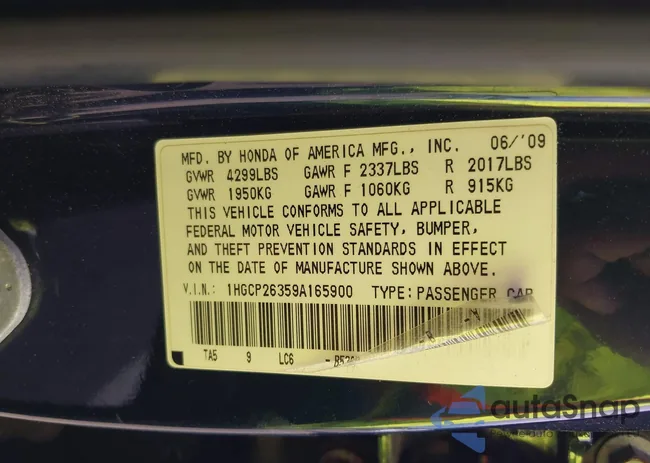 MFD. BY HONDA OF AMERICA MFG., INC. 06/'09
GVWR 4299LBS GAWR F 2337LBS R 2017LBS
GVWR 1950KG GAWR F 1060KG R 915KG
THIS VEHICLE CONFORMS TO ALL APPLICABLE
FEDERAL MOTOR VEHICLE SAFETY, BUMPER,
AND THEFT PREVENTION STANDARDS IN EFFECT
ON THE DATE OF MANUFACTURE SHOWN ABOVE.
V.I.N.: 1HGCP26359A165900 TYPE: PASSENGER CAR
TA5 9 LC6
autoSnap